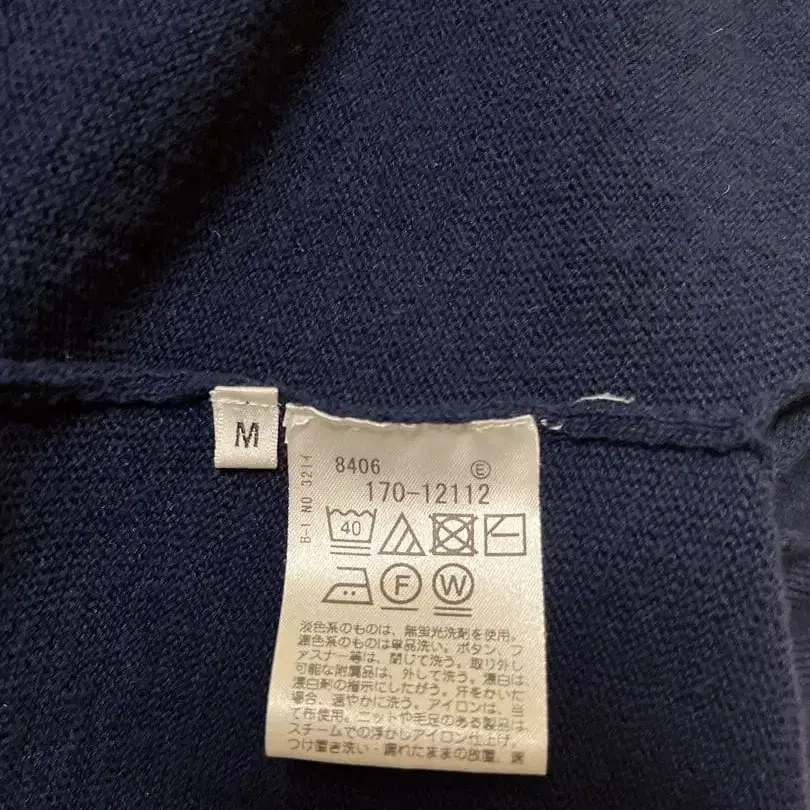 M
8406 Ⓔ
B-1 NO 3211
170-12112
40
F W
淡色系のものは、無蛍光洗剤を使用。
濃色系のものは単品洗い。ボタン、フ
ァスナー等は、閉じて洗う。取り外し
可能な附属品は、外して洗う。漂白は
漂白剤の指示にしたがう。汗をかいた
場合、速やかに洗う。アイロンは、当
て布使用。ニットや毛足のある製品は
スチームでの浮かしアイロン仕上げ。
つけ置き洗い・濡れたままの放置、速